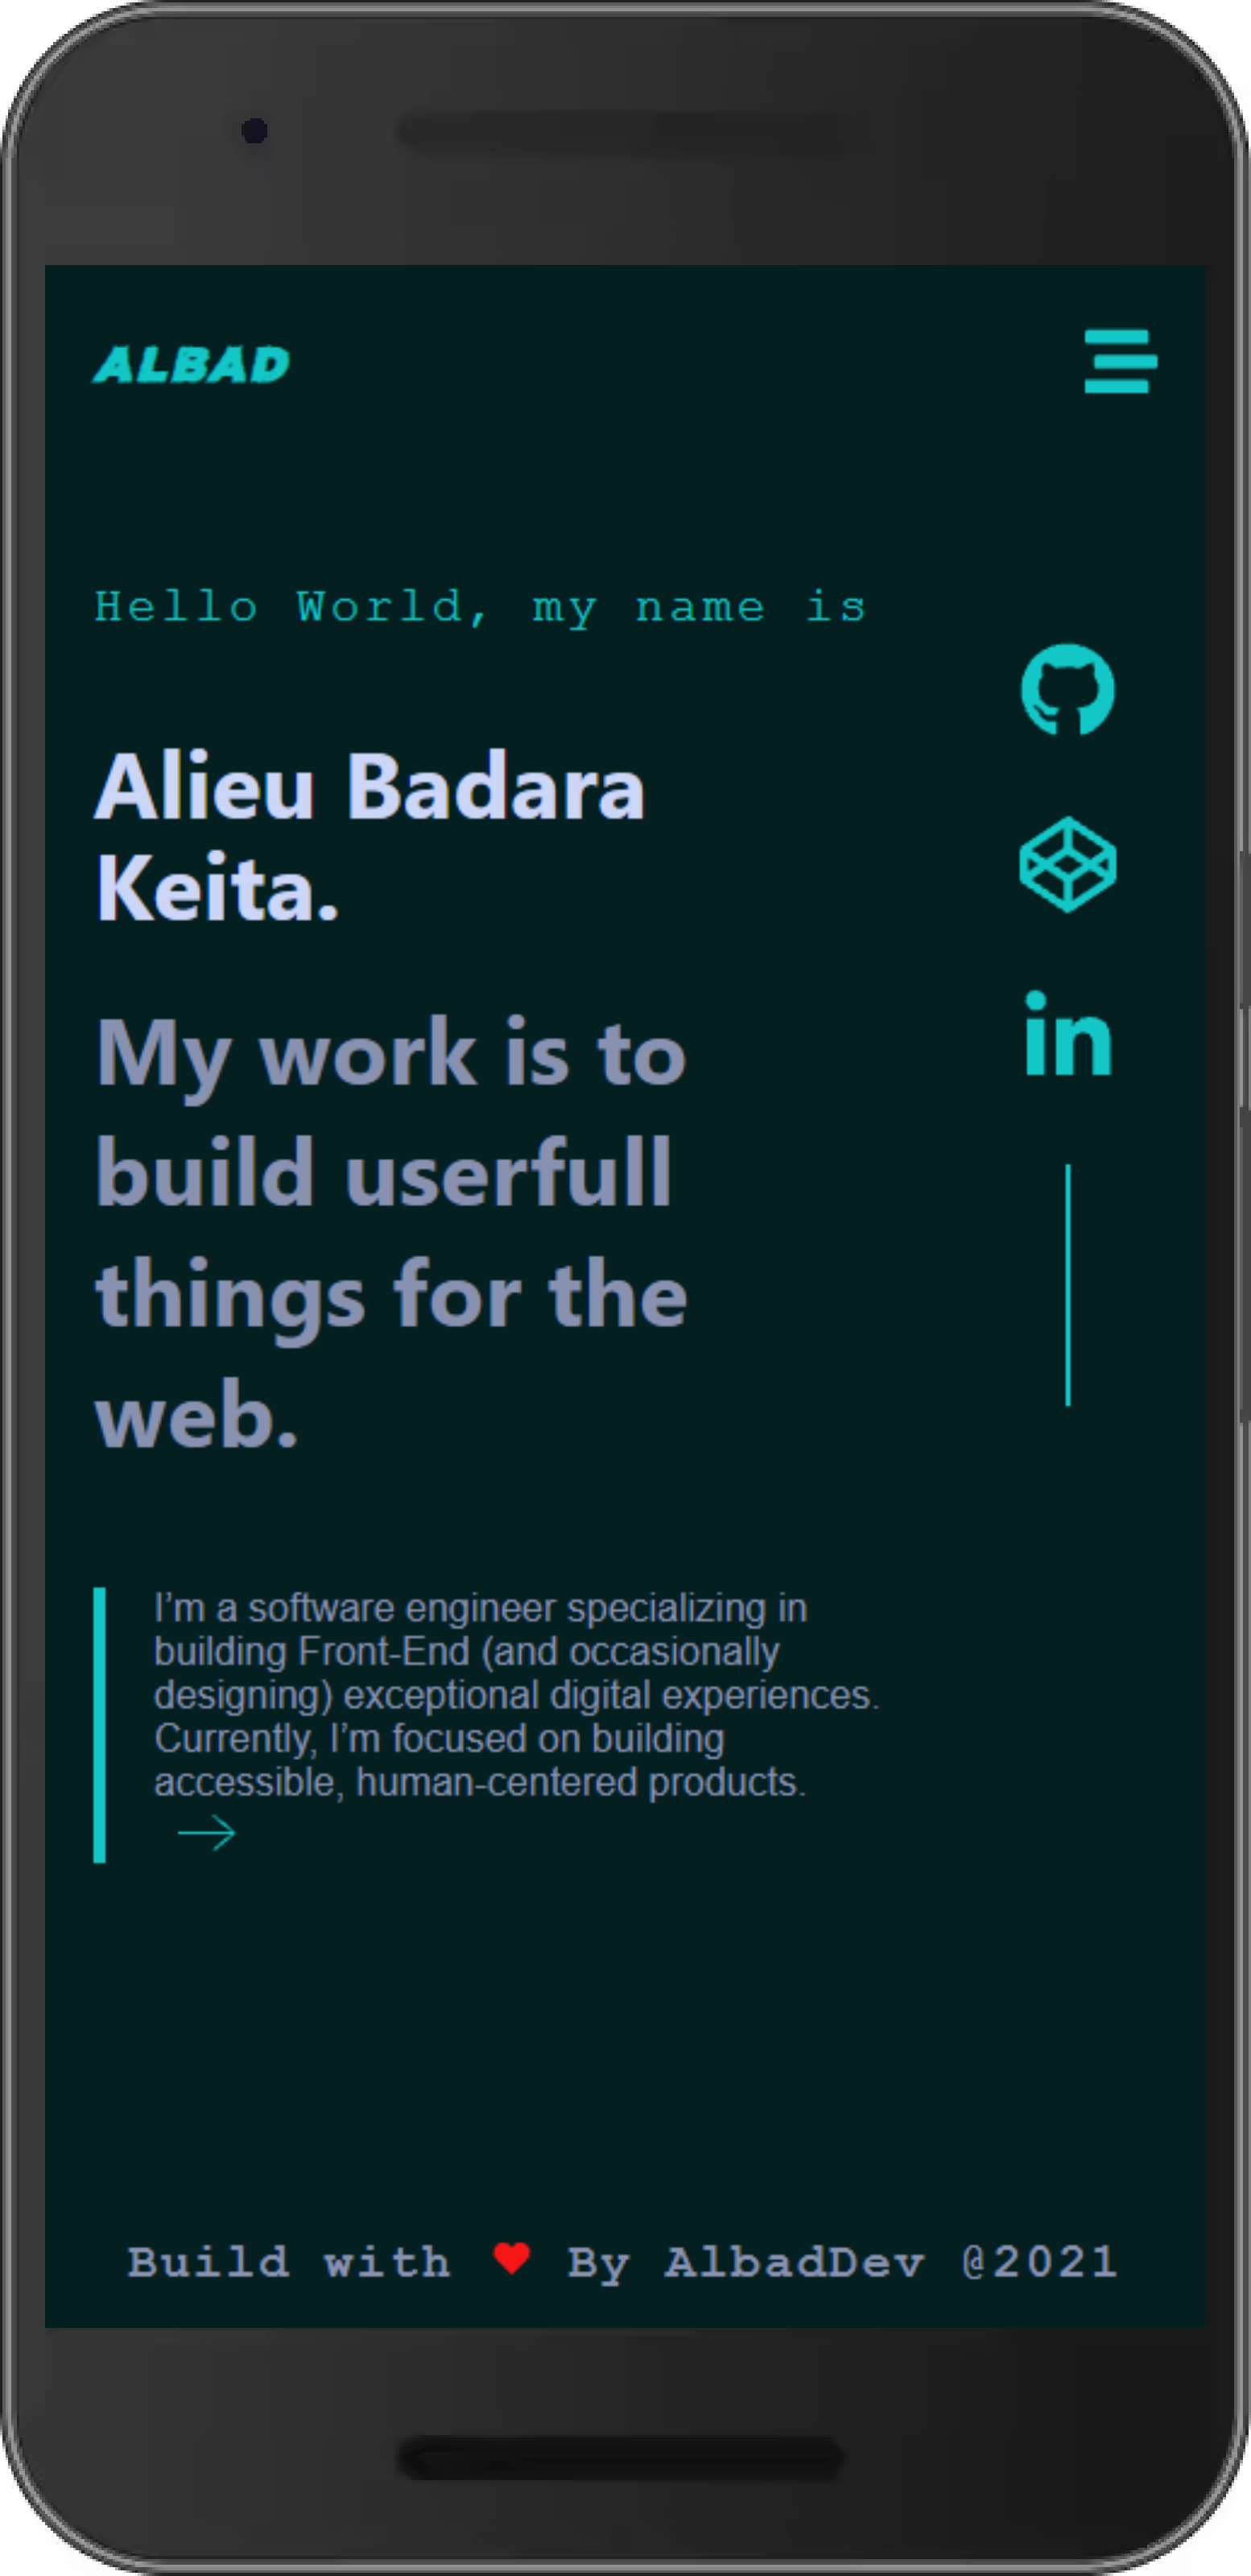 ALBAD
Hello World, my name is
Alieu Badara
Keita.
My work is to
build userfull
things for the
web.
in
I’m a software engineer specializing in
building Front-End (and occasionally
designing) exceptional digital experiences.
Currently, I’m focused on building
accessible, human-centered products.
Build with ❤ By AlbadDev @2021